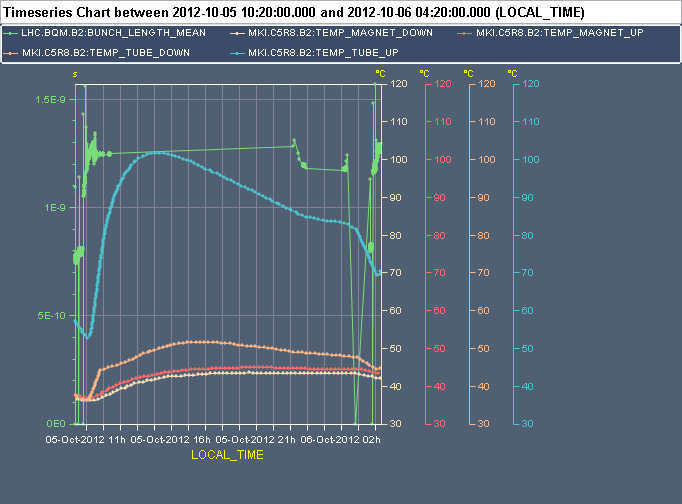 Timeseries Chart between 2012-10-05 10:20:00.000 and 2012-10-06 04:20:00.000 (LOCAL_TIME)
LHC.BQM.B2:BUNCH_LENGTH_MEAN MKI.C5R8.B2:TEMP_MAGNET_DOWN MKI.C5R8.B2:TEMP_MAGNET_UP
MKI.C5R8.B2:TEMP_TUBE_DOWN MKI.C5R8.B2:TEMP_TUBE_UP
s °C °C °C °C
120 120 120 120
1.5E-9
110 110 110 110
100 100 100 100
90 90 90 90
1E-9
80 80 80 80
70 70 70 70
60 60 60 60
5E-10
50 50 50 50
40 40 40 40
0E0 30 30 30 30
05-Oct-2012 11h 05-Oct-2012 16h 05-Oct-2012 21h 06-Oct-2012 02h
LOCAL_TIME